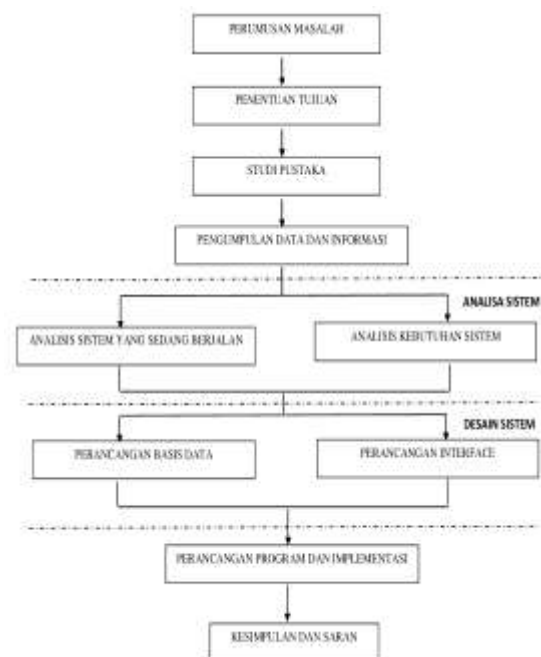 PERUMUSAN MASALAH
PENENTUAN TUJUAN
STUDI PUSTAKA
PENGUMPULAN DATA DAN INFORMASI
ANALISA SISTEM
ANALISIS SISTEM YANG SEDANG BERJALAN
ANALISIS KEBUTUHAN SISTEM
DESAIN SISTEM
PERANCANGAN BASIS DATA
PERANCANGAN INTERFACE
PERANCANGAN PROGRAM DAN IMPLEMENTASI
KESIMPULAN DAN SARAN